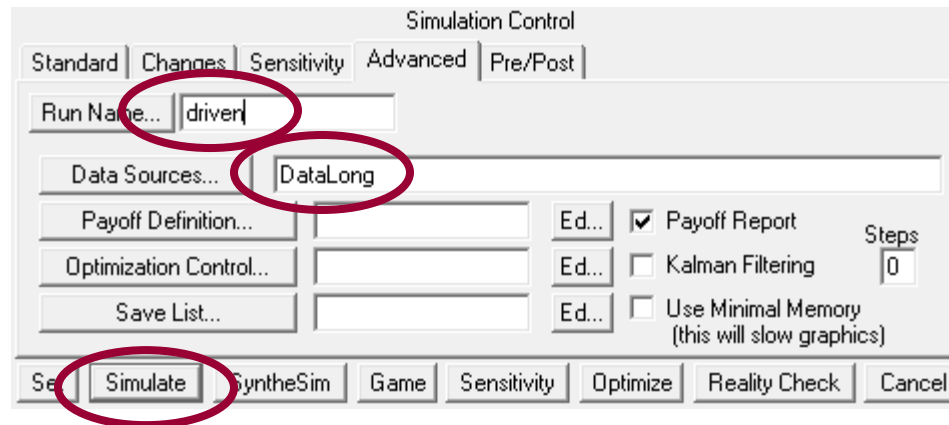 Simulation Control
Standard Changes Sensitivity Advanced Pre/Post
Run Name... driven
Data Sources... DataLong
Payoff Definition... Ed... Payoff Report Steps
Optimization Control... Ed... Kalman Filtering 0
Save List... Ed... Use Minimal Memory
(this will slow graphics)
Simulate SyntheSim Game Sensitivity Optimize Reality Check Cancel